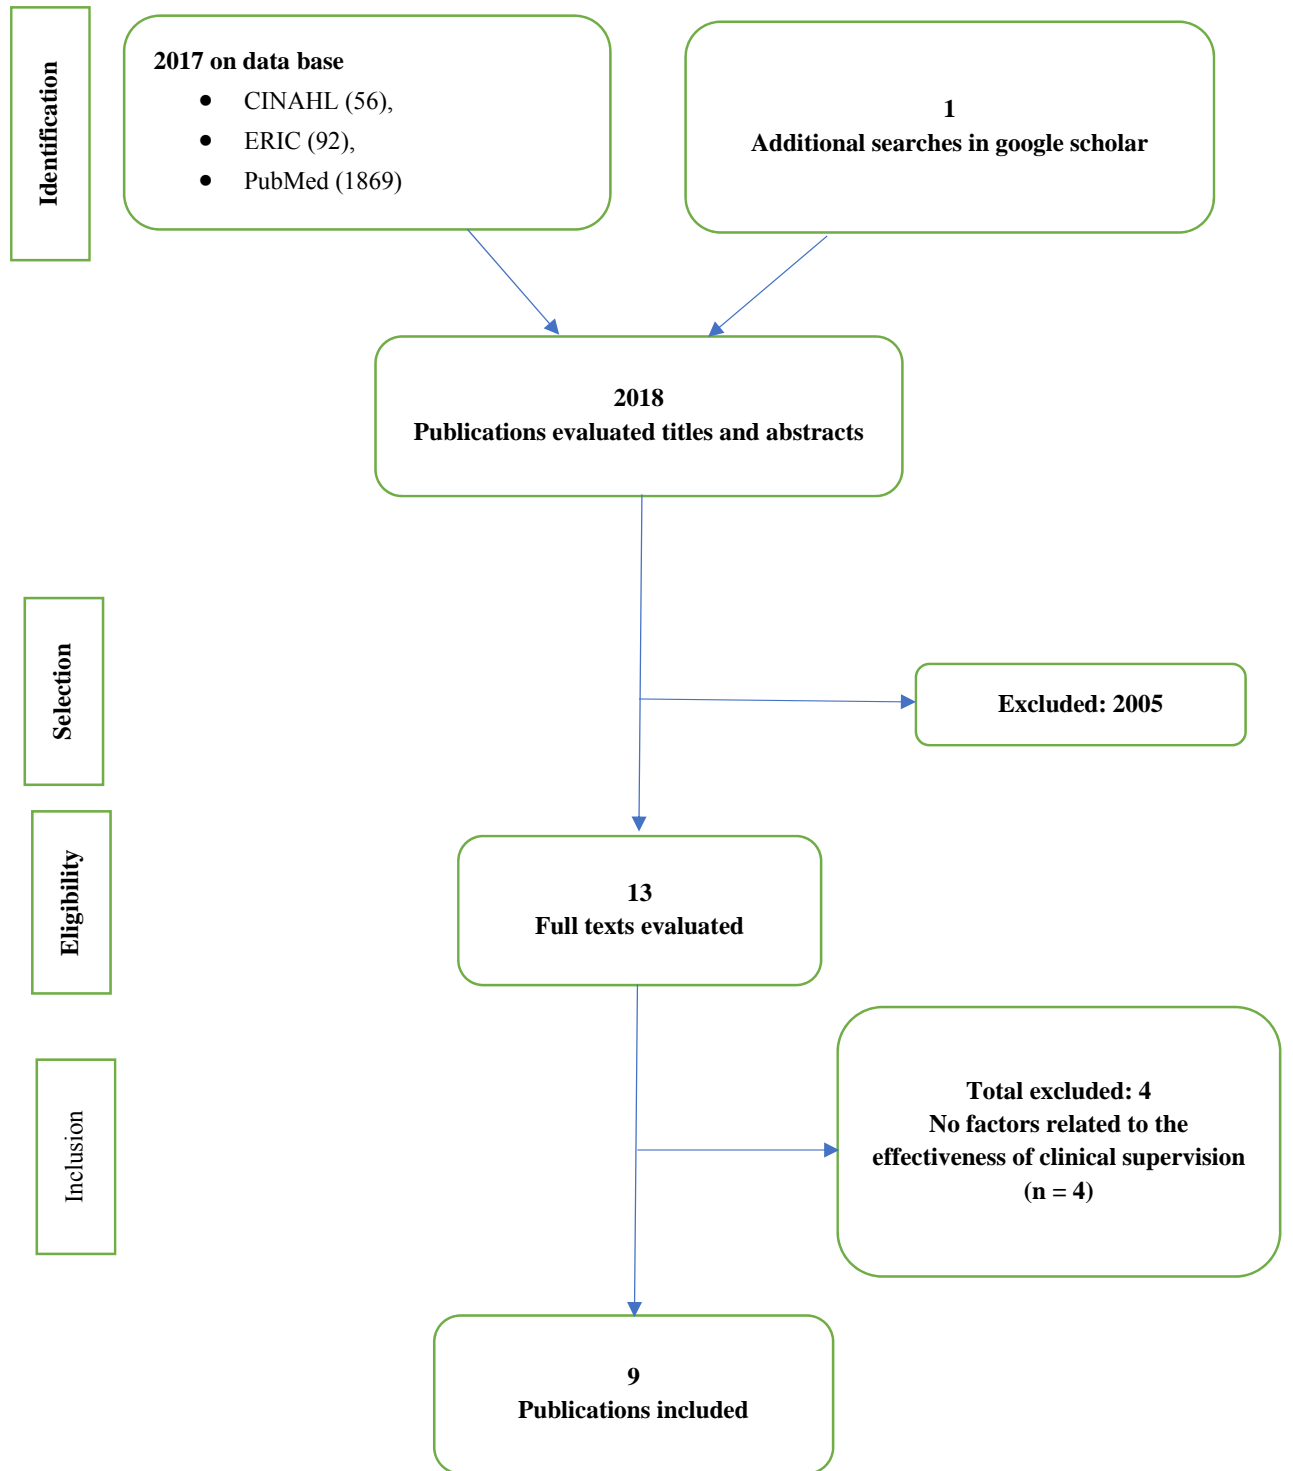 Identification
2017 on data base
● CINAHL (56),
● ERIC (92),
● PubMed (1869)
1
Additional searches in google scholar
2018
Publications evaluated titles and abstracts
Selection
Excluded: 2005
Eligibility
13
Full texts evaluated
Inclusion
Total excluded: 4
No factors related to the
effectiveness of clinical supervision
(n = 4)
9
Publications included